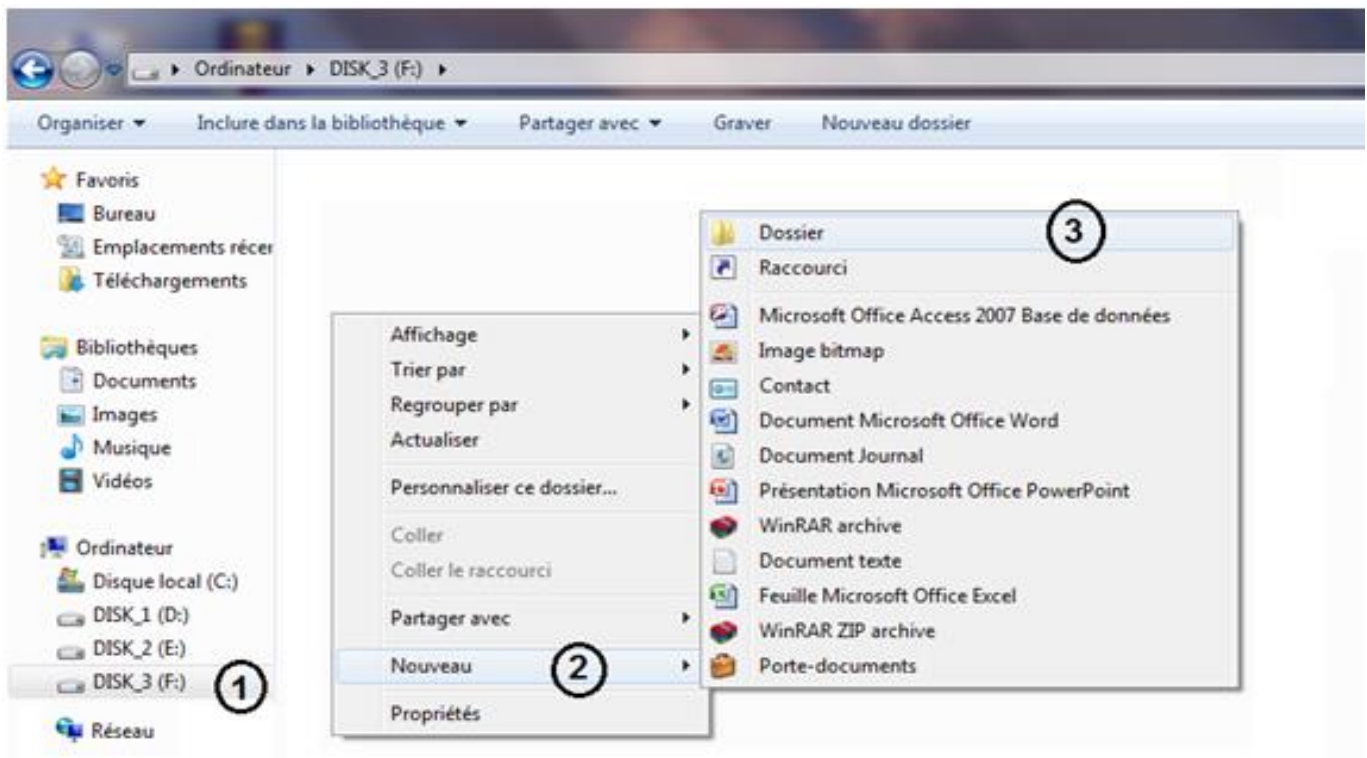 Ordinateur DISK_3 (F:)
Organiser Inclure dans la bibliothèque Partager avec Graver Nouveau dossier
Favoris
Bureau
Emplacements récen
Téléchargements
Bibliothèques
Documents
Images
Musique
Vidéos
Ordinateur
Disque local (C:)
DISK_1 (D:)
DISK_2 (E:)
DISK_3 (F:) 1
Réseau
Affichage
Trier par
Regrouper par
Actualiser
Personnaliser ce dossier...
Coller
Coller le raccourci
Partager avec
Nouveau 2
Propriétés
Dossier 3
Raccourci
Microsoft Office Access 2007 Base de données
Image bitmap
Contact
Document Microsoft Office Word
Document Journal
Présentation Microsoft Office PowerPoint
WinRAR archive
Document texte
Feuille Microsoft Office Excel
WinRAR ZIP archive
Porte-documents